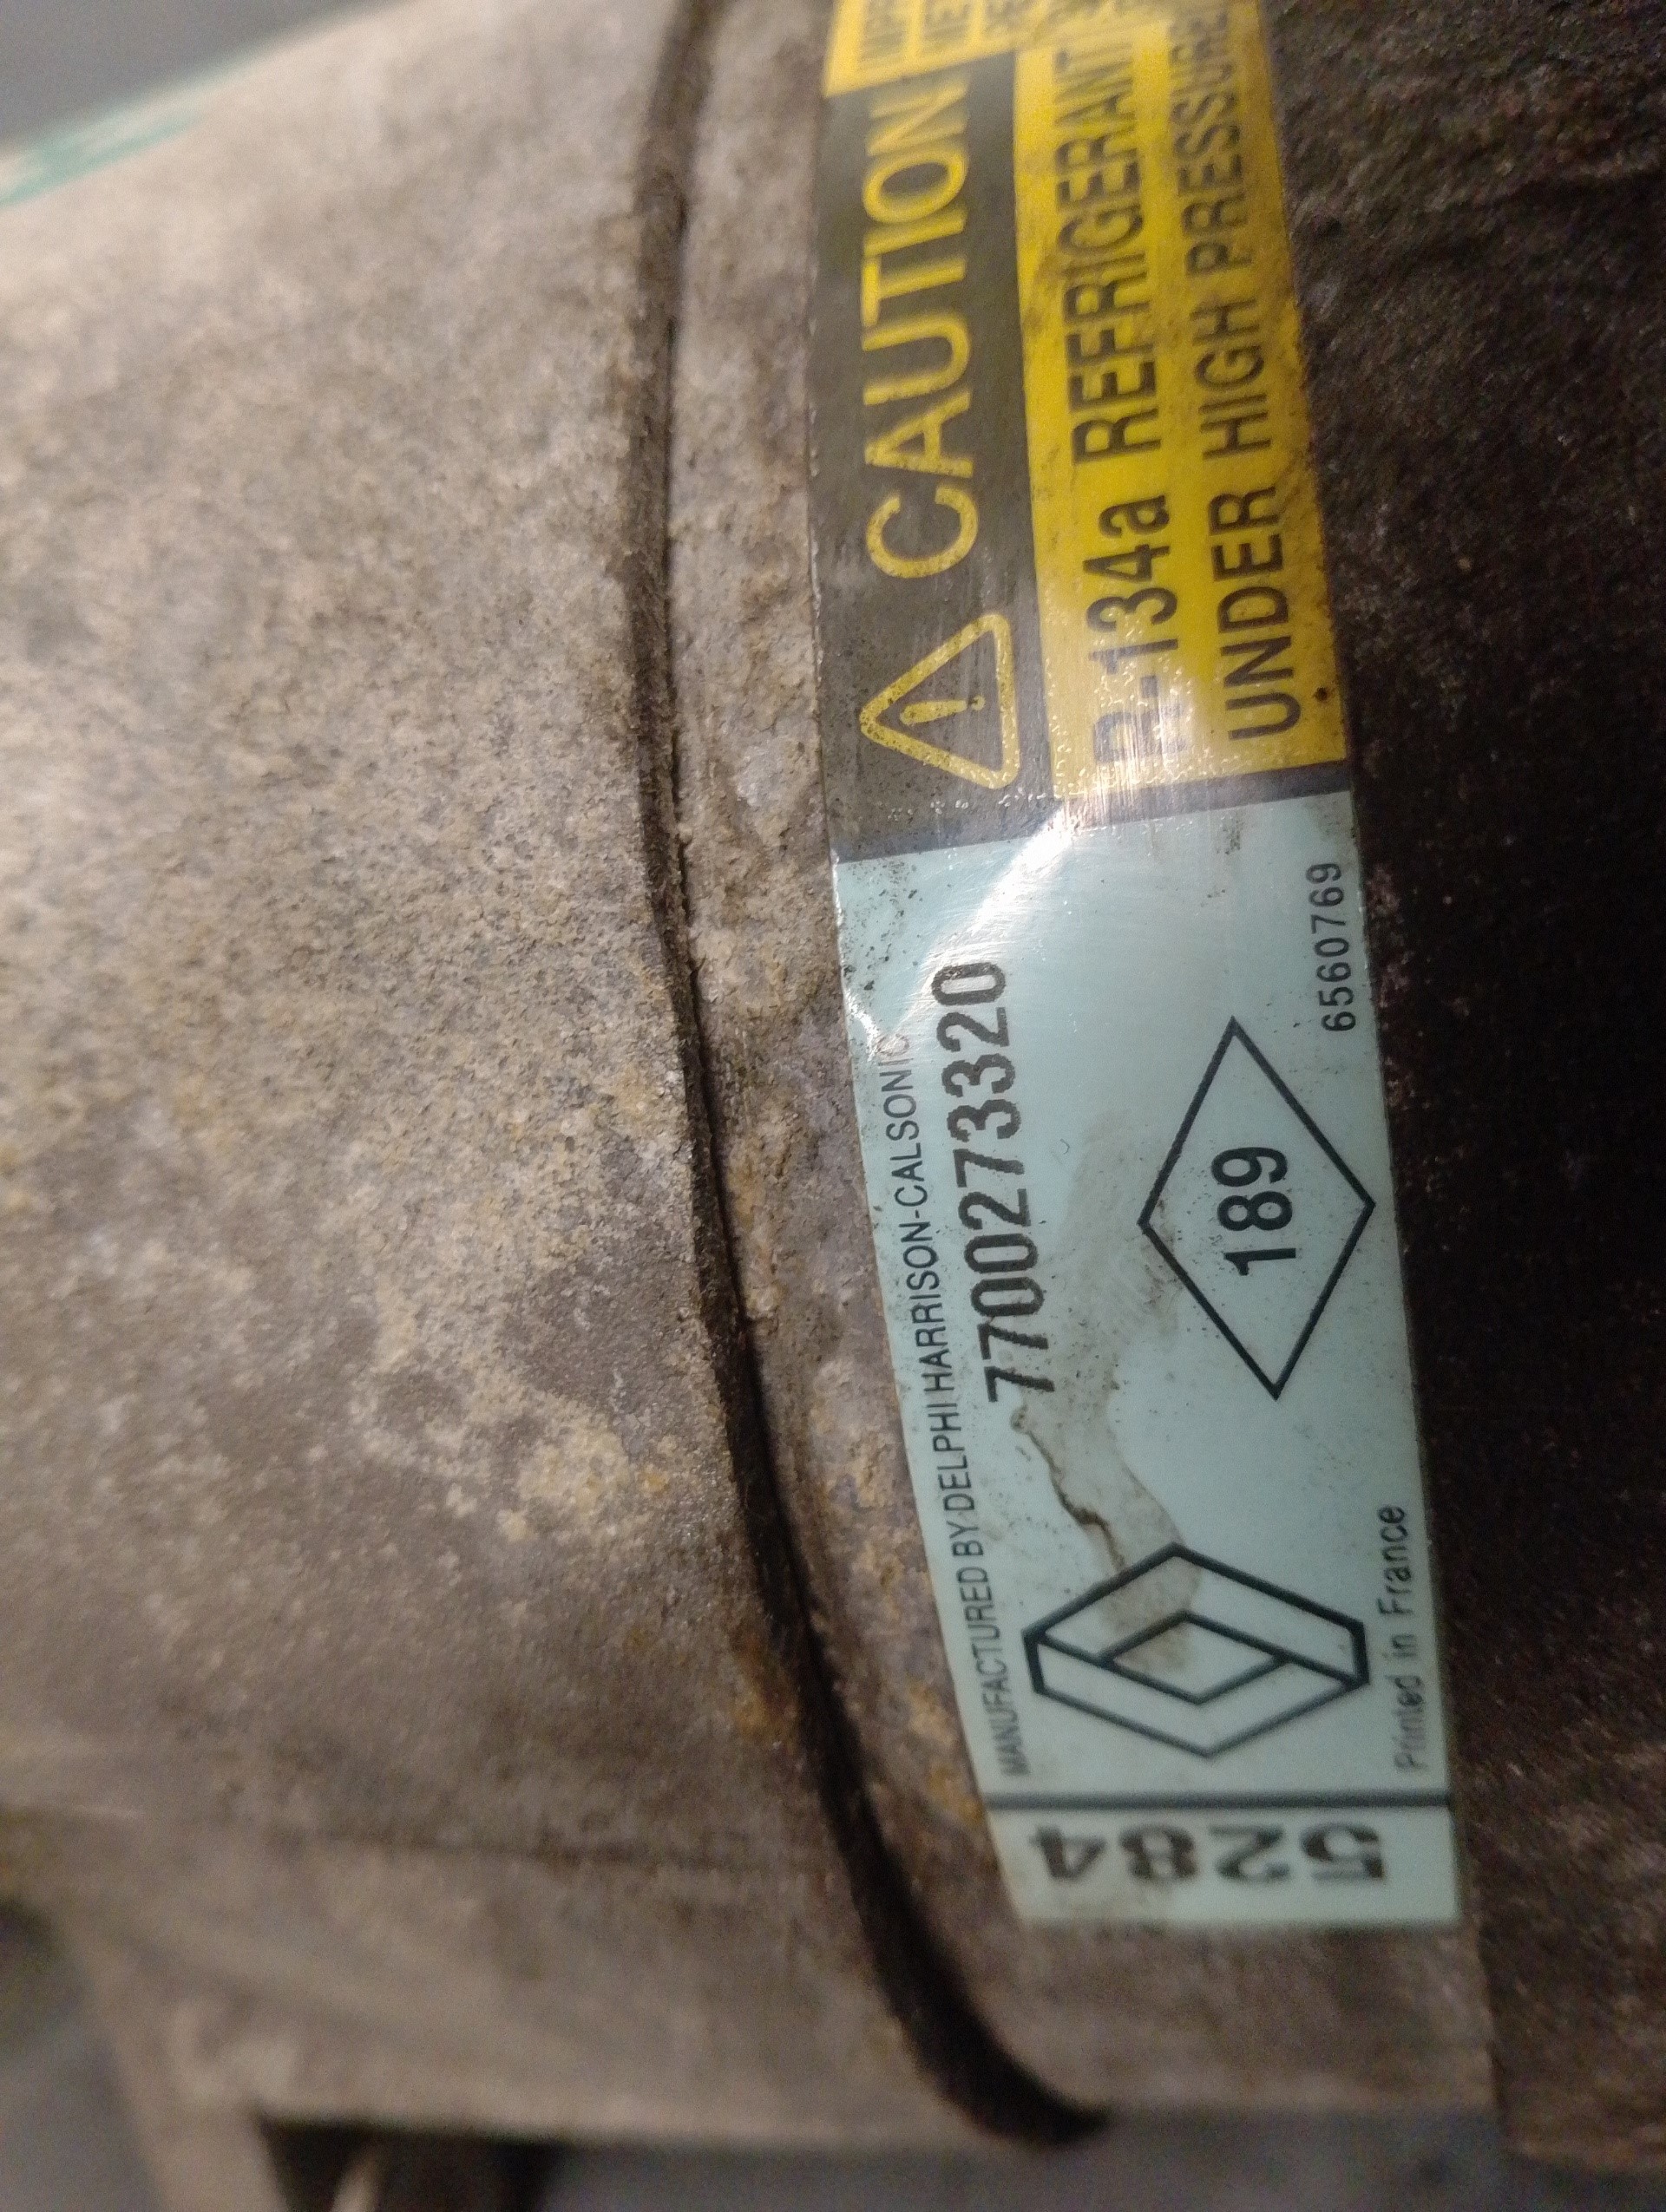 CAUTION
R-134a REFRIGERANT
UNDER HIGH PRESSURE
MANUFACTURED BY DELPHI HARRISON-CALSONIC
7700273320
189
6560769
Printed in France
5284